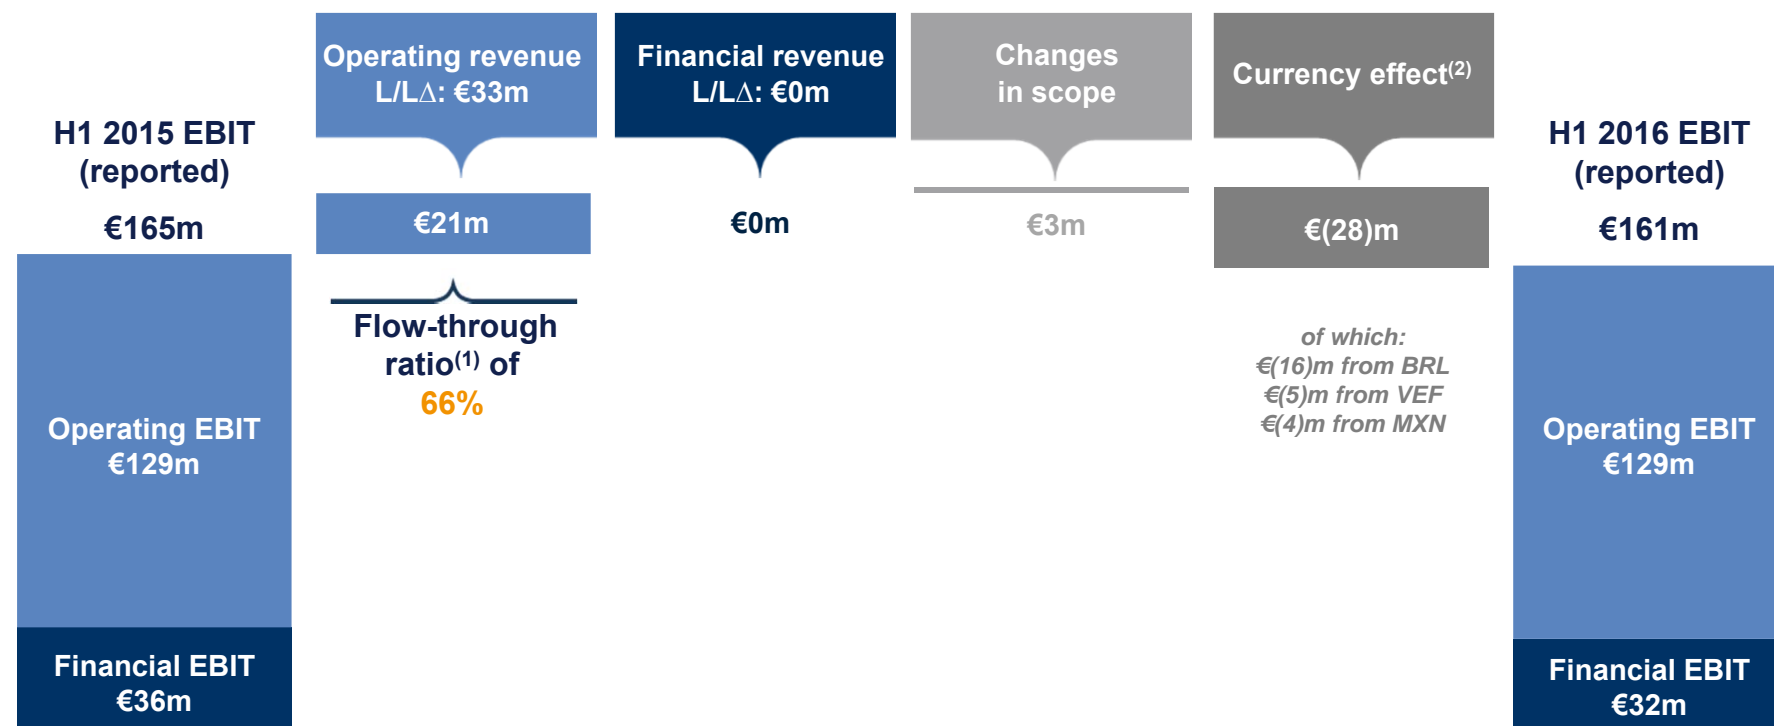 H1 2015 EBIT
(reported)
€165m
Operating EBIT
€129m
Financial EBIT
€36m
Operating revenue
L/L∆: €33m
€21m
Flow-through
ratio(1) of
66%
Financial revenue
L/L∆: €0m
€0m
Changes
in scope
€3m
Currency effect(2)
€(28)m
of which:
€(16)m from BRL
€(5)m from VEF
€(4)m from MXN
H1 2016 EBIT
(reported)
€161m
Operating EBIT
€129m
Financial EBIT
€32m